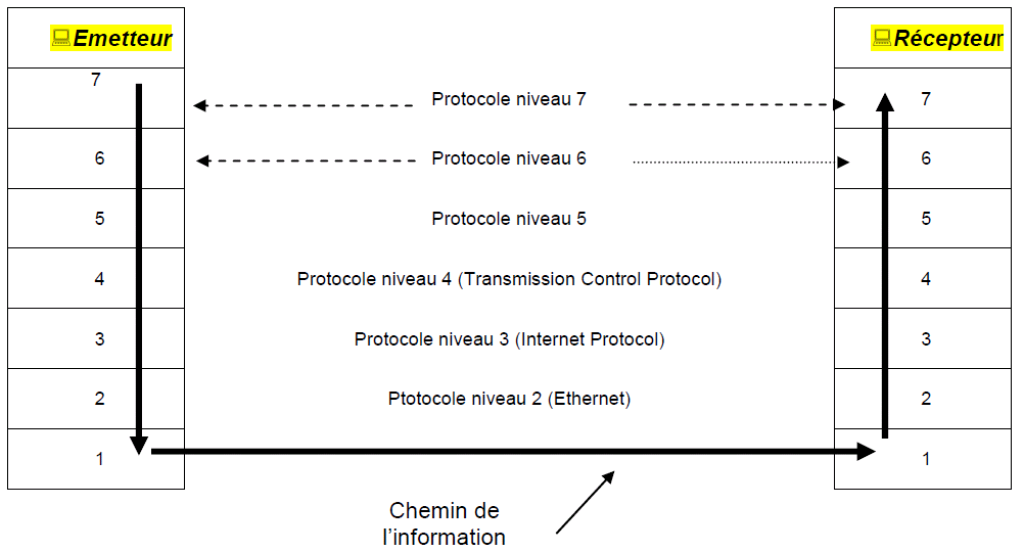 Emetteur
Récepteur
7
Protocole niveau 7
7
6
Protocole niveau 6
6
5
Protocole niveau 5
5
4
Protocole niveau 4 (Transmission Control Protocol)
4
3
Protocole niveau 3 (Internet Protocol)
3
2
Ptotocole niveau 2 (Ethernet)
2
1
1
Chemin de
l'information